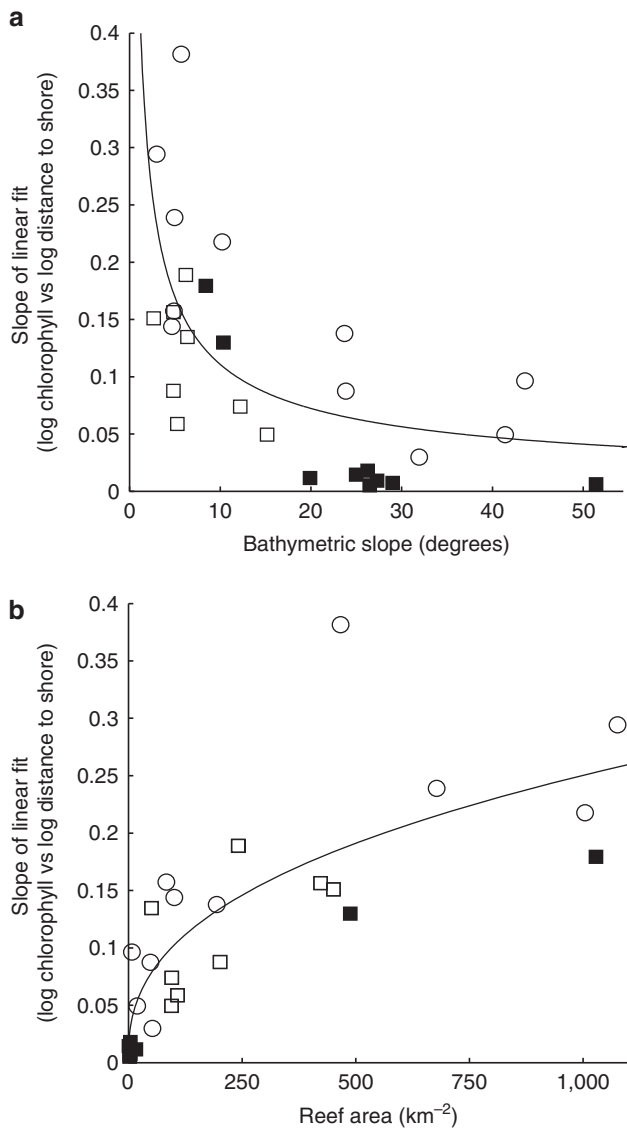 a
0.4
0.35
0.3
0.25
0.2
0.15
0.1
0.05
0
Slope of linear fit
(log chlorophyll vs log distance to shore)
0 10 20 30 40 50
Bathymetric slope (degrees)
b
0.4
0.35
0.3
0.25
0.2
0.15
0.1
0.05
0
Slope of linear fit
(log chlorophyll vs log distance to shore)
0 250 500 750 1,000
Reef area (km⁻²)